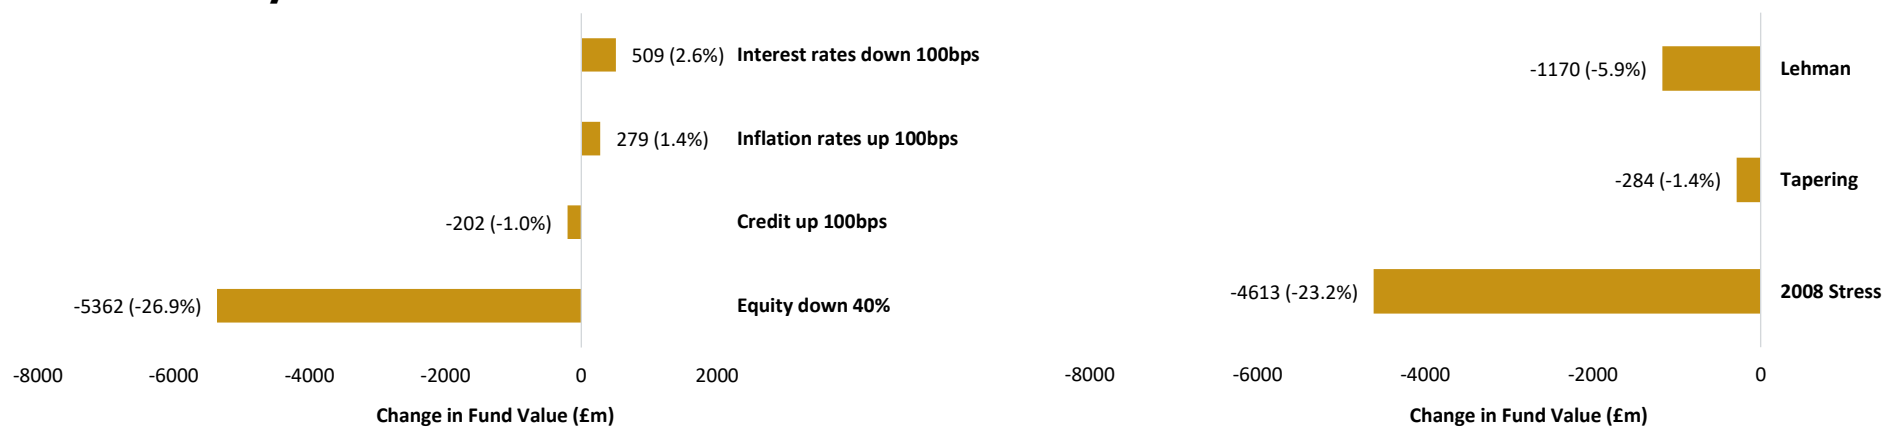 509 (2.6%) Interest rates down 100bps
279 (1.4%) Inflation rates up 100bps
-202 (-1.0%) Credit up 100bps
-5362 (-26.9%) Equity down 40%
-8000 -6000 -4000 -2000 0 2000
Change in Fund Value (£m)
-1170 (-5.9%) Lehman
-284 (-1.4%) Tapering
-4613 (-23.2%) 2008 Stress
-8000 -6000 -4000 -2000 0
Change in Fund Value (£m)